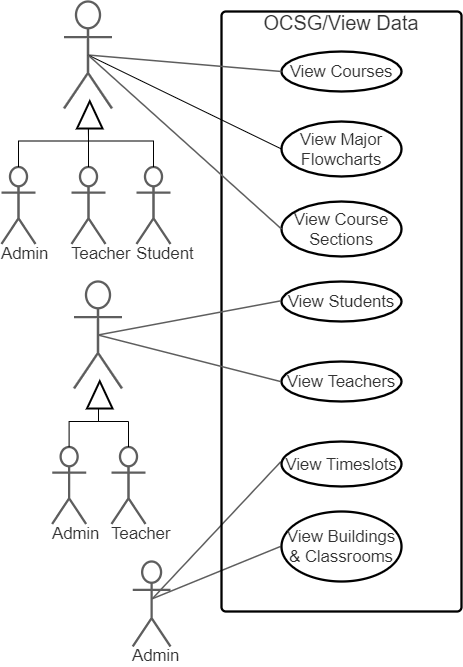 OCSG/View Data
View Courses
View Major
Flowcharts
View Course
Sections
Admin
Teacher
Student
View Students
View Teachers
Admin
Teacher
View Timeslots
View Buildings
& Classrooms
Admin